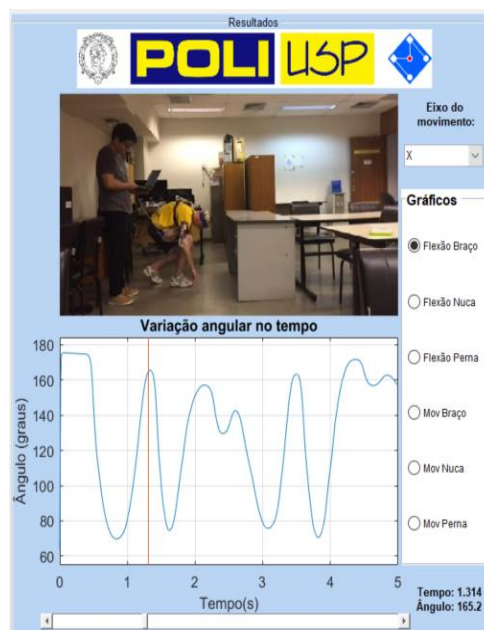 Resultados
POLI USP
Eixo do
movimento:
X
Gráficos
Flexão Braço
Flexão Nuca
Flexão Perna
Mov Braço
Mov Nuca
Mov Perna
Variação angular no tempo
Ângulo (graus)
180
160
140
120
100
80
60
0 1 2 3 4 5
Tempo(s)
Tempo: 1.314
Ângulo: 165.2